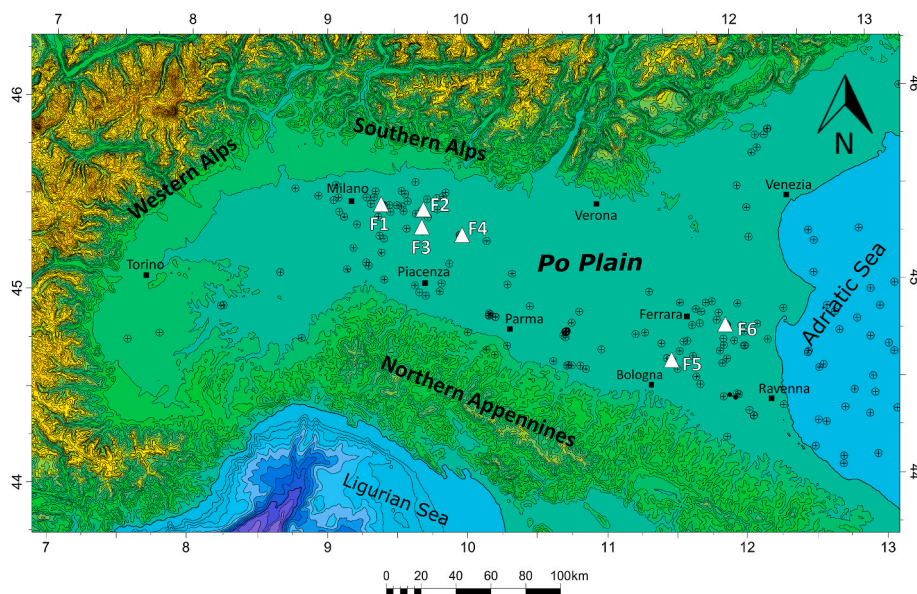 7 8 9 10 11 12 13
46
46
Southern Alps
Western Alps
N
Milano
Venezia
F2
F1
F4
Verona
F3
Po Plain
Adriatic Sea
Torino
Piacenza
45
45
Ferrara
Parma
F6
F5
Bologna
Ravenna
Northern Appennines
44
44
Ligurian Sea
7 8 9 10 11 12 13
0 20 40 60 80 100km